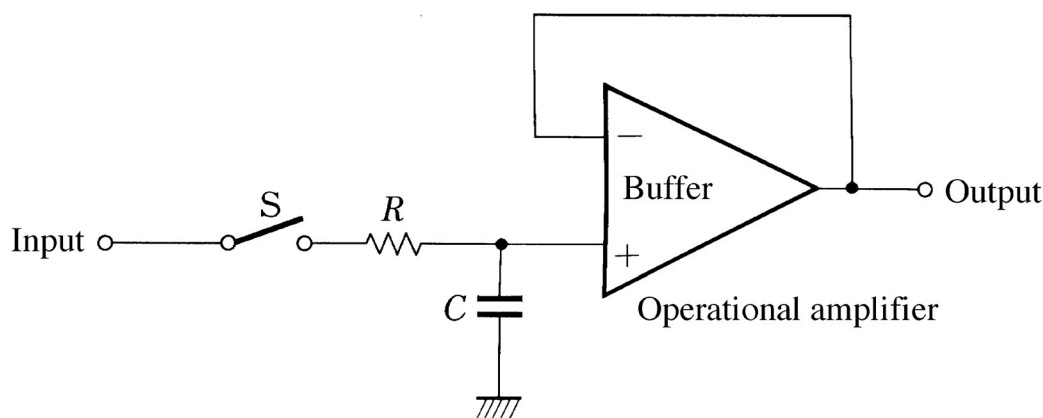 S
R
Input
C
−
Buffer
+
Output
Operational amplifier